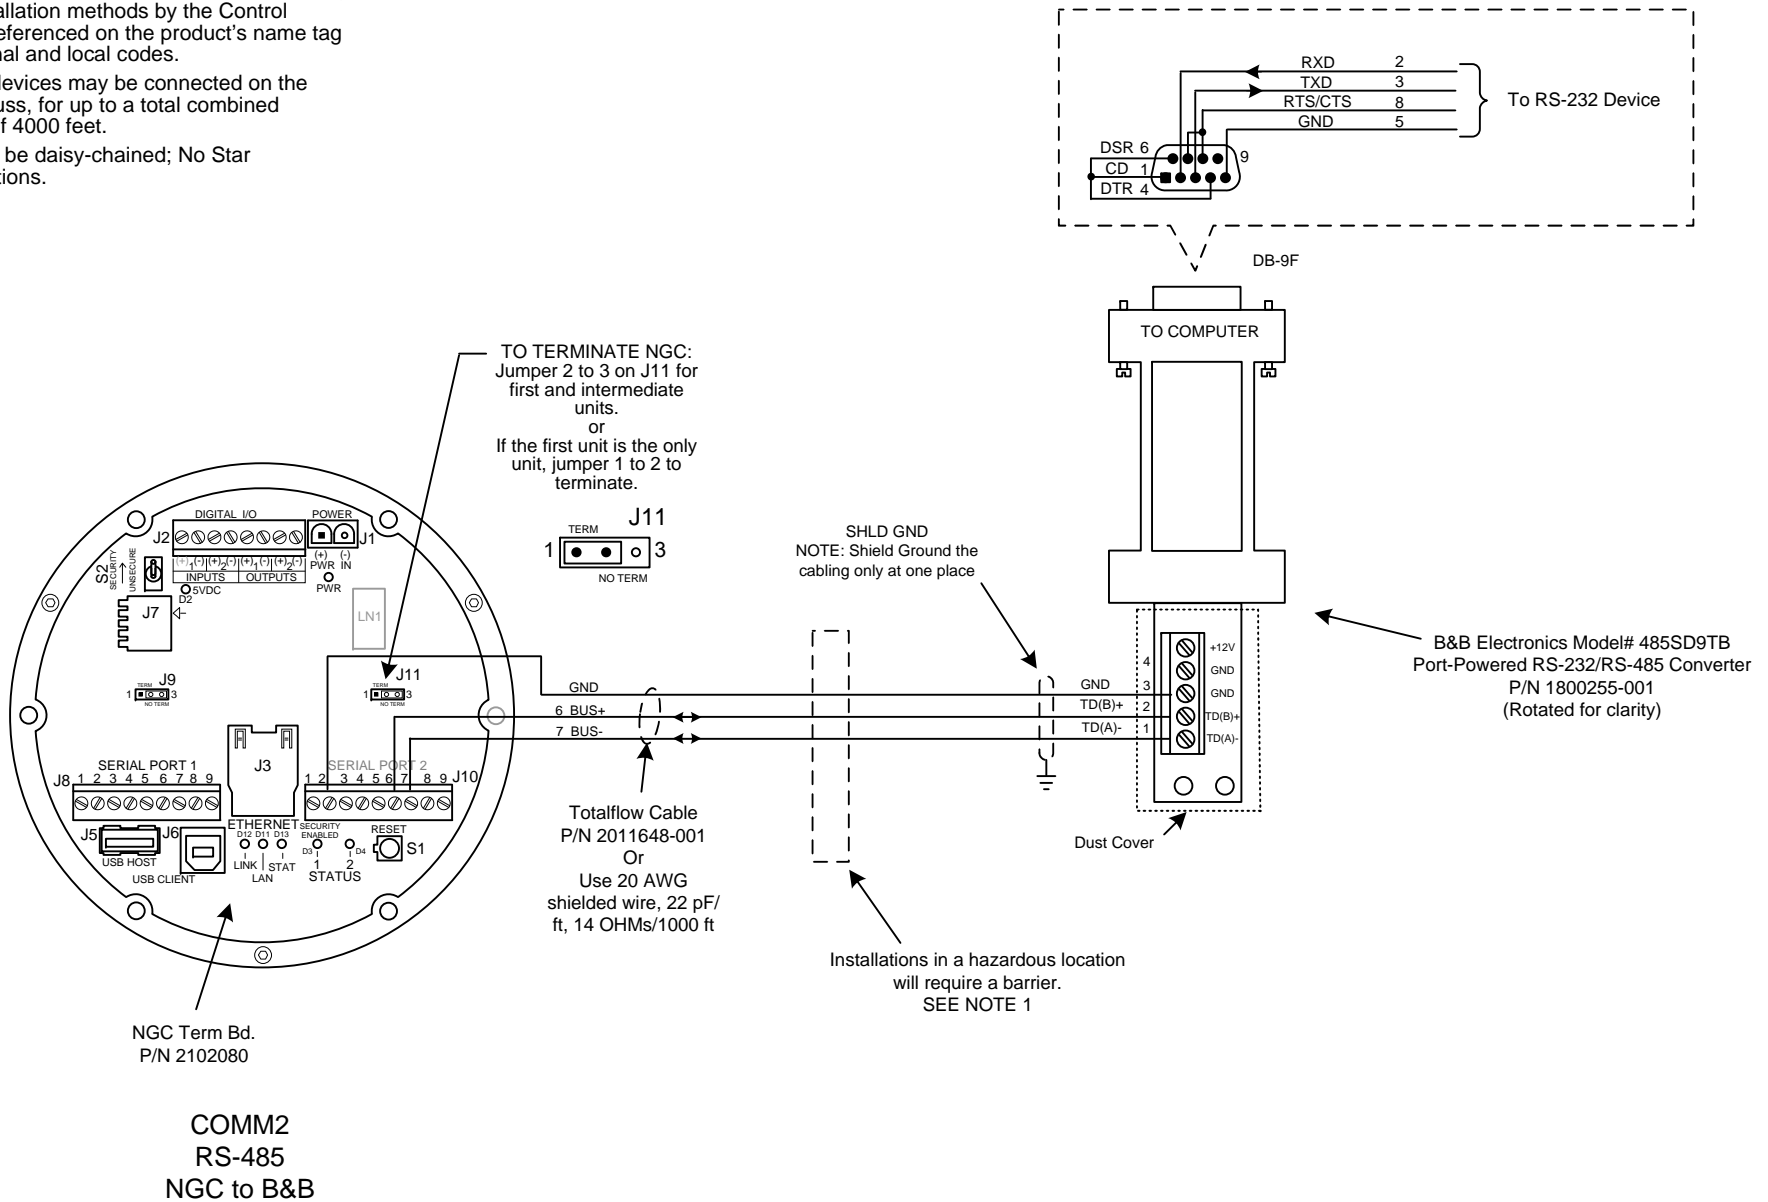 allation methods by the Control
eferenced on the product's name tag
nal and local codes.
devices may be connected on the
uss, for up to a total combined
f 4000 feet.
be daisy-chained; No Star
tions.
RXD 2
TXD 3
RTS/CTS 8
GND 5
To RS-232 Device
DSR 6
CD 1
DTR 4
9
DB-9F
TO COMPUTER
TO TERMINATE NGC:
Jumper 2 to 3 on J11 for
first and intermediate
units.
or
If the first unit is the only
unit, jumper 1 to 2 to
terminate.
J11
TERM
1 3
NO TERM
SHLD GND
NOTE: Shield Ground the
cabling only at one place
DIGITAL I/O
POWER
J2
J1
(+) 1 (-) (+) 2 (-) (+) 1 (-) (+) 2 (-)
INPUTS OUTPUTS
(+) (-)
PWR IN
PWR
S2
SECURITY
UNSECURE
5VDC
D2
J7
LN1
J9
TERM
1 3
NO TERM
J11
TERM
1 3
NO TERM
GND
6 BUS+
7 BUS-
GND 3
TD(B)+ 2
TD(A)- 1
4
+12V
GND
GND
TD(B)+
TD(A)-
B&B Electronics Model# 485SD9TB
Port-Powered RS-232/RS-485 Converter
P/N 1800255-001
(Rotated for clarity)
SERIAL PORT 1
J8 1 2 3 4 5 6 7 8 9
J3
SERIAL PORT 2
1 2 3 4 5 6 7 8 9 J10
ETHERNET
D12 D11 D13
LINK STAT
LAN
SECURITY
ENABLED
D3 D4
1 2
STATUS
RESET
S1
J5
USB HOST
J6
USB CLIENT
Totalflow Cable
P/N 2011648-001
Or
Use 20 AWG
shielded wire, 22 pF/
ft, 14 OHMs/1000 ft
Dust Cover
Installations in a hazardous location
will require a barrier.
SEE NOTE 1
NGC Term Bd.
P/N 2102080
COMM2
RS-485
NGC to B&B